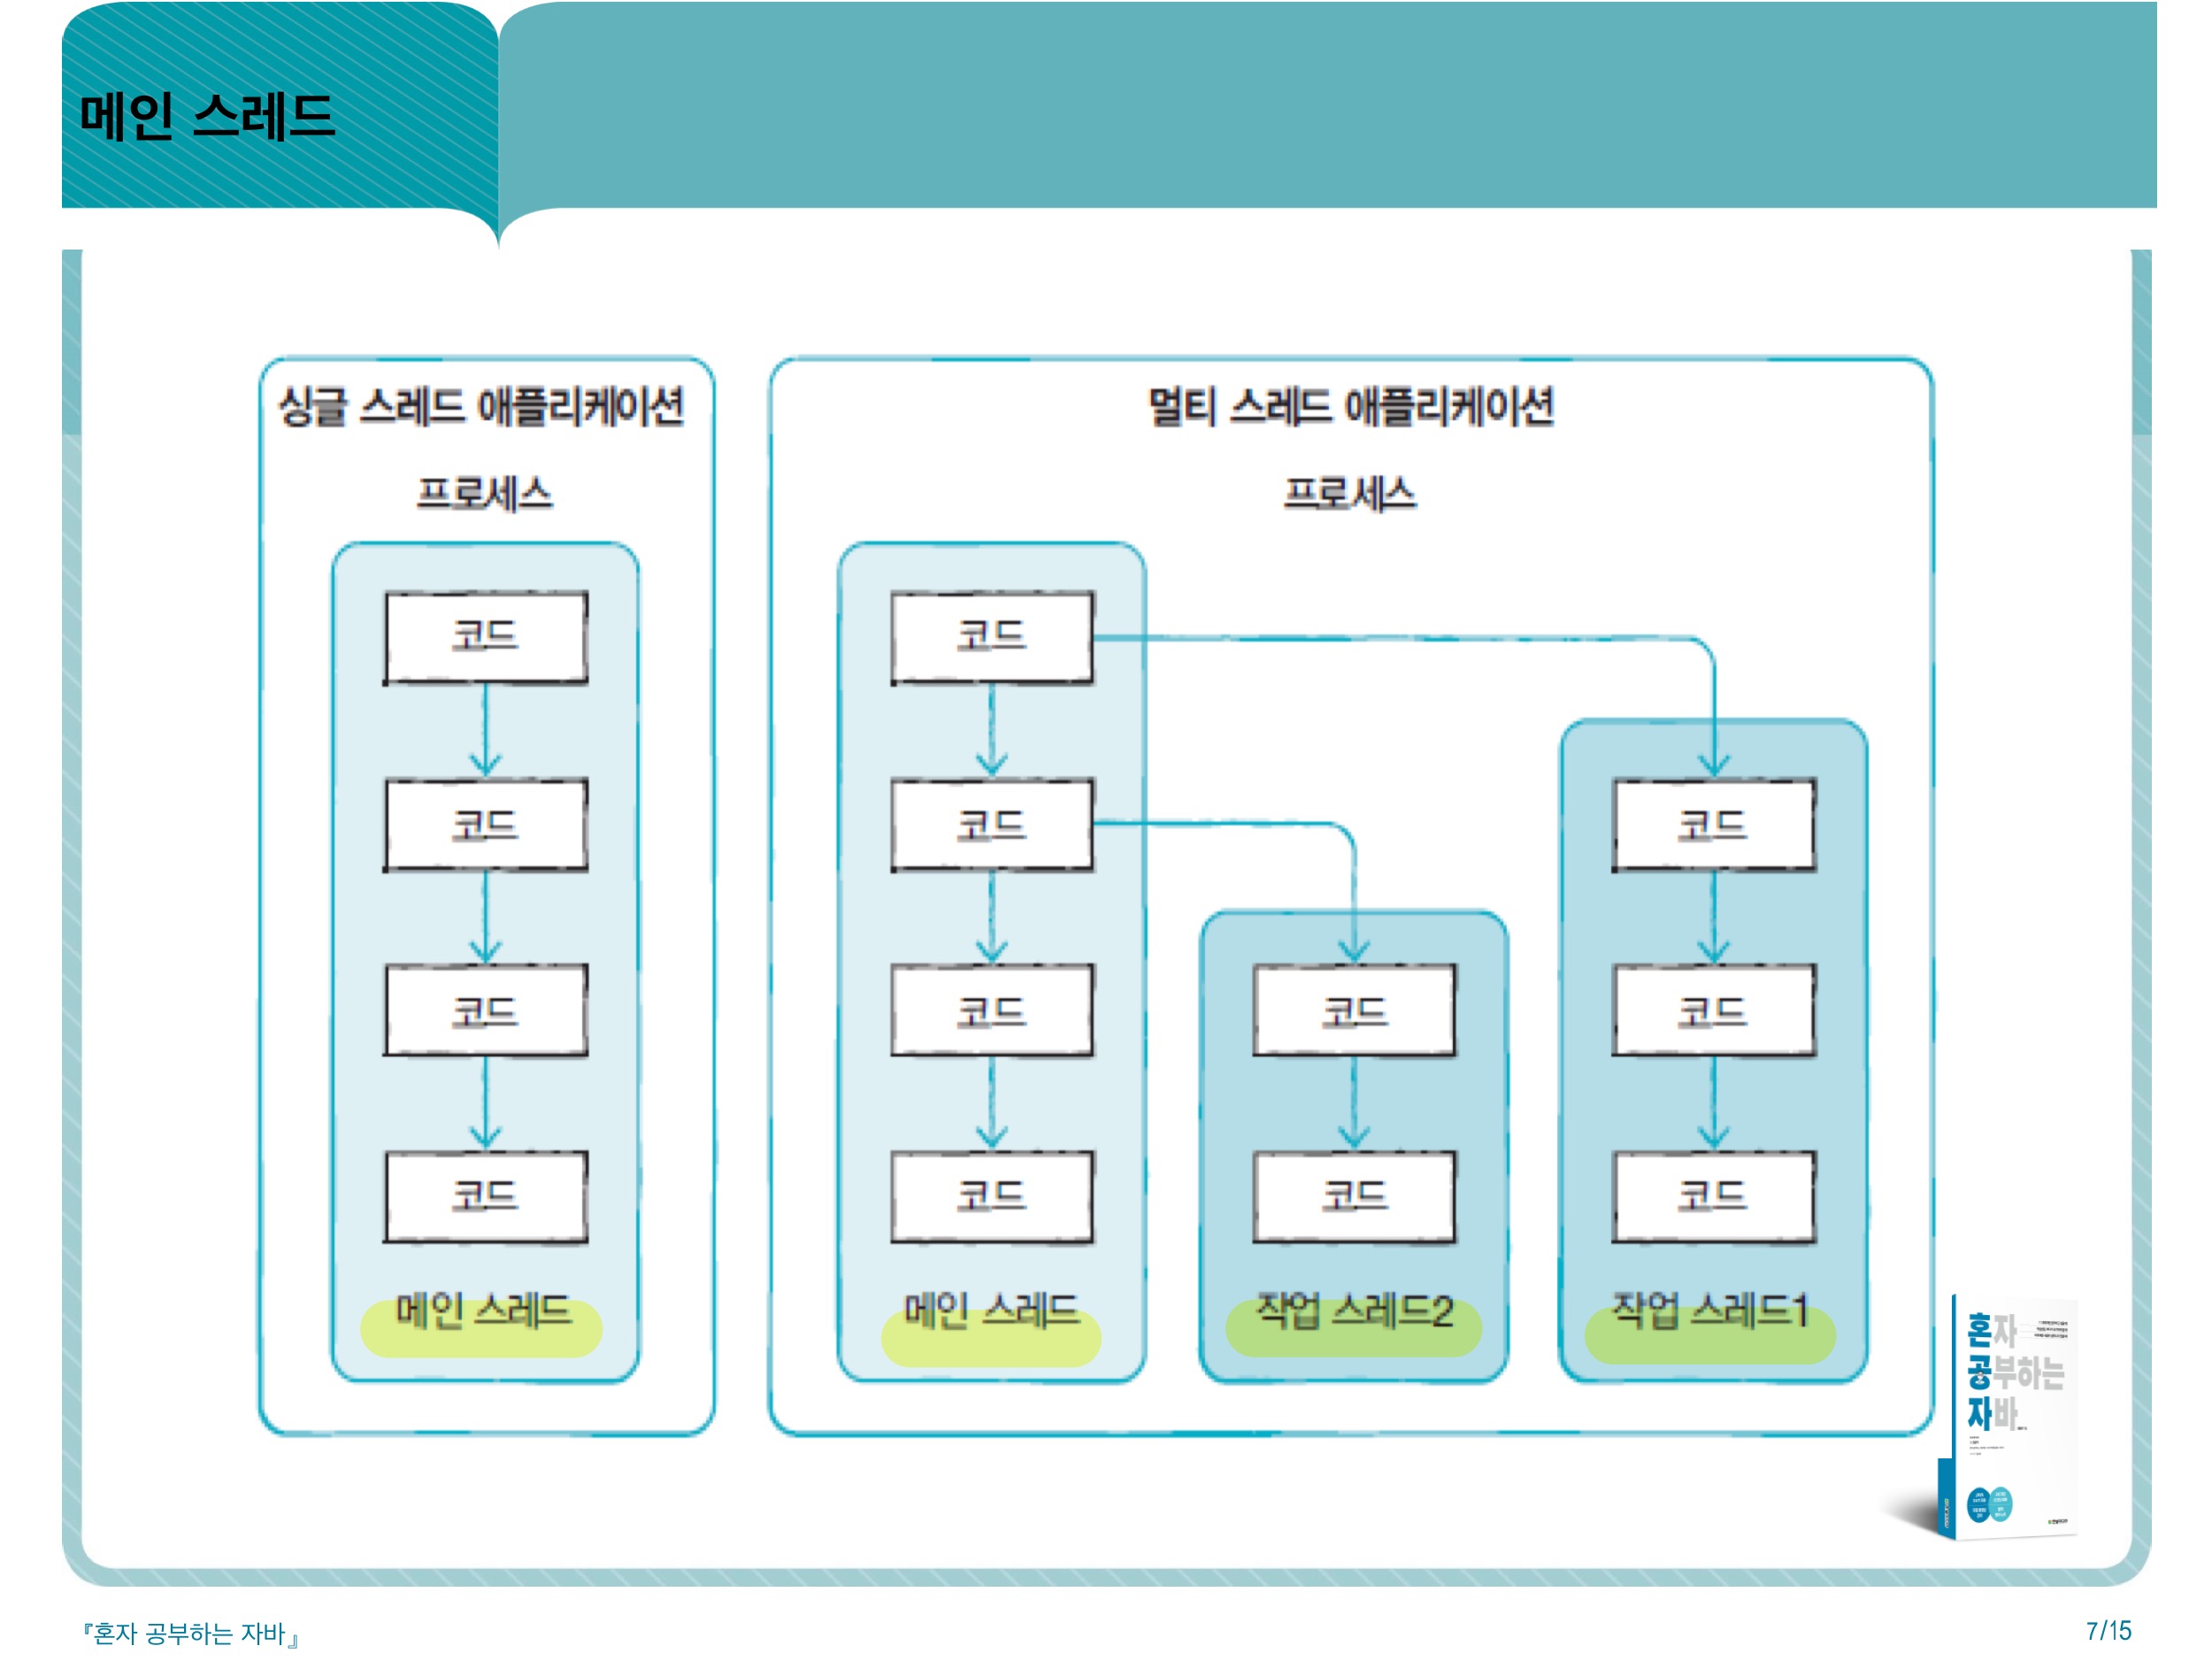 메인 스레드
싱글 스레드 애플리케이션
프로세스
코드
코드
코드
코드
메인 스레드
멀티 스레드 애플리케이션
프로세스
코드
코드
코드
코드
메인 스레드
코드
코드
작업 스레드2
코드
코드
코드
작업 스레드1
혼자
공부하는
자바
『혼자 공부하는 자바』
7/15